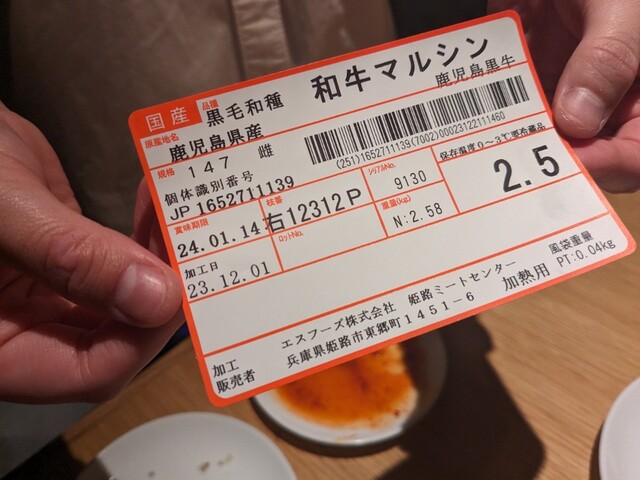 国産
品種
黒毛和種
和牛マルシン
鹿児島黒牛
原産地名
鹿児島県産
規格
147 雌
(251)1652711139(7002)00023122111460
個体識別番号
JP 1652711139
枝番
右12312P
シリアルNo.
9130
保存温度0~3℃要冷蔵品
2.5
賞味期限
24.01.14
ロットNo.
重量(kg)
N:2.58
加工日
23.12.01
風袋重量
PT:0.04kg
加工
販売者
エスフーズ株式会社 姫路ミートセンター
兵庫県姫路市東郷町1451-6
加熱用